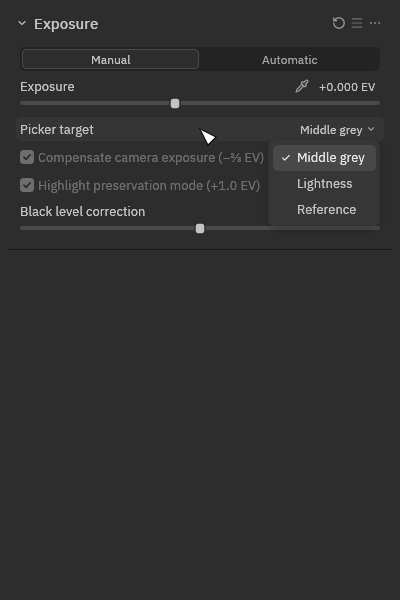 Exposure
Manual Automatic
Exposure +0.000 EV
Picker target Middle grey
Compensate camera exposure (−⅔ EV)
Middle grey
Lightness
Highlight preservation mode (+1.0 EV)
Reference
Black level correction